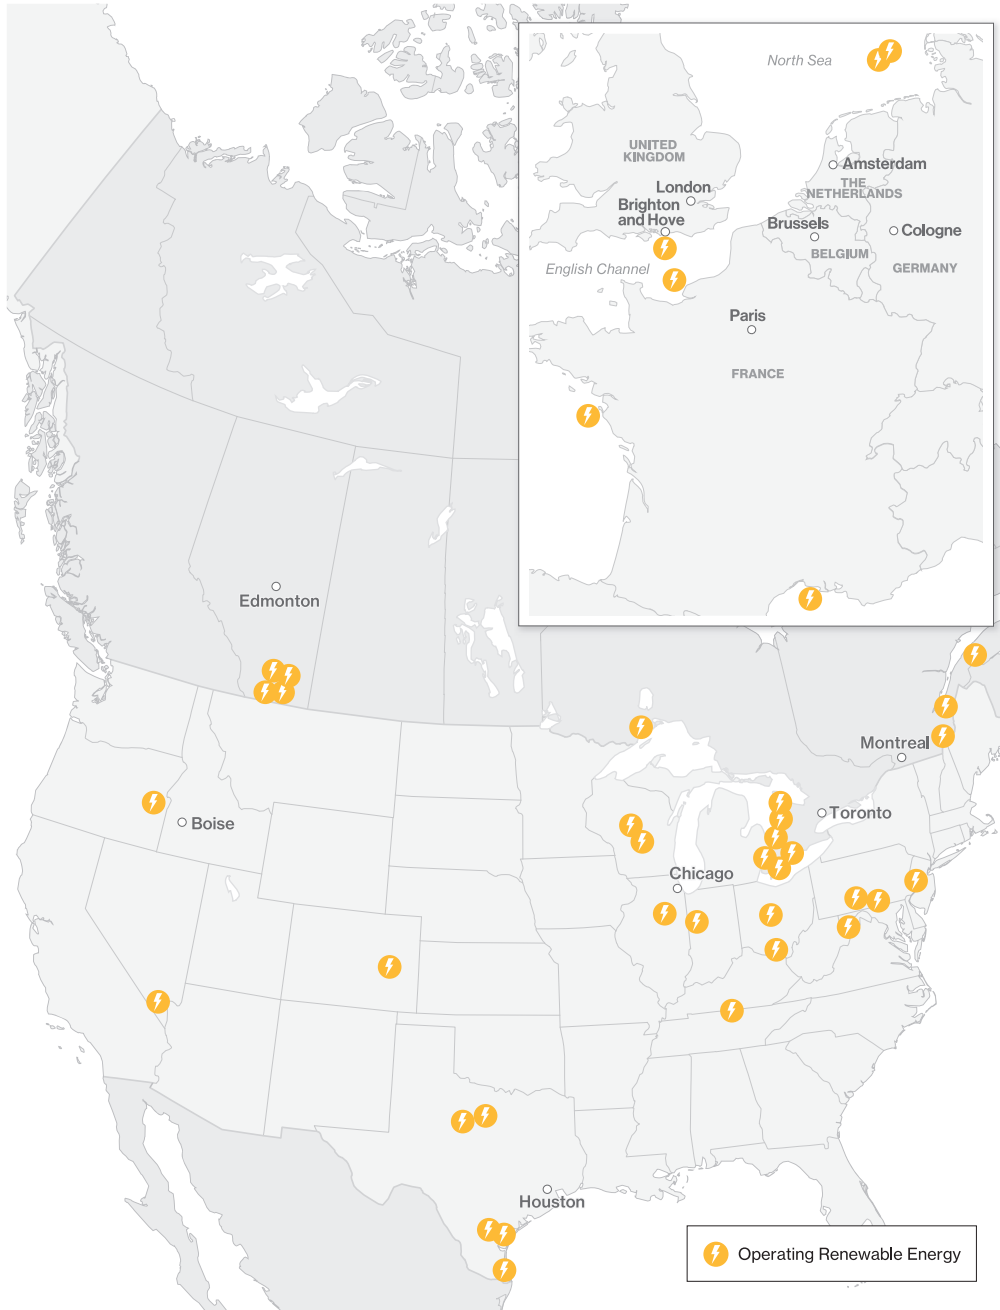 North Sea
UNITED
KINGDOM
Amsterdam
THE
NETHERLANDS
London
Brighton
and Hove
Brussels
Cologne
BELGIUM
English Channel
GERMANY
Paris
FRANCE
Edmonton
Montreal
Boise
Toronto
Chicago
Houston
Operating Renewable Energy